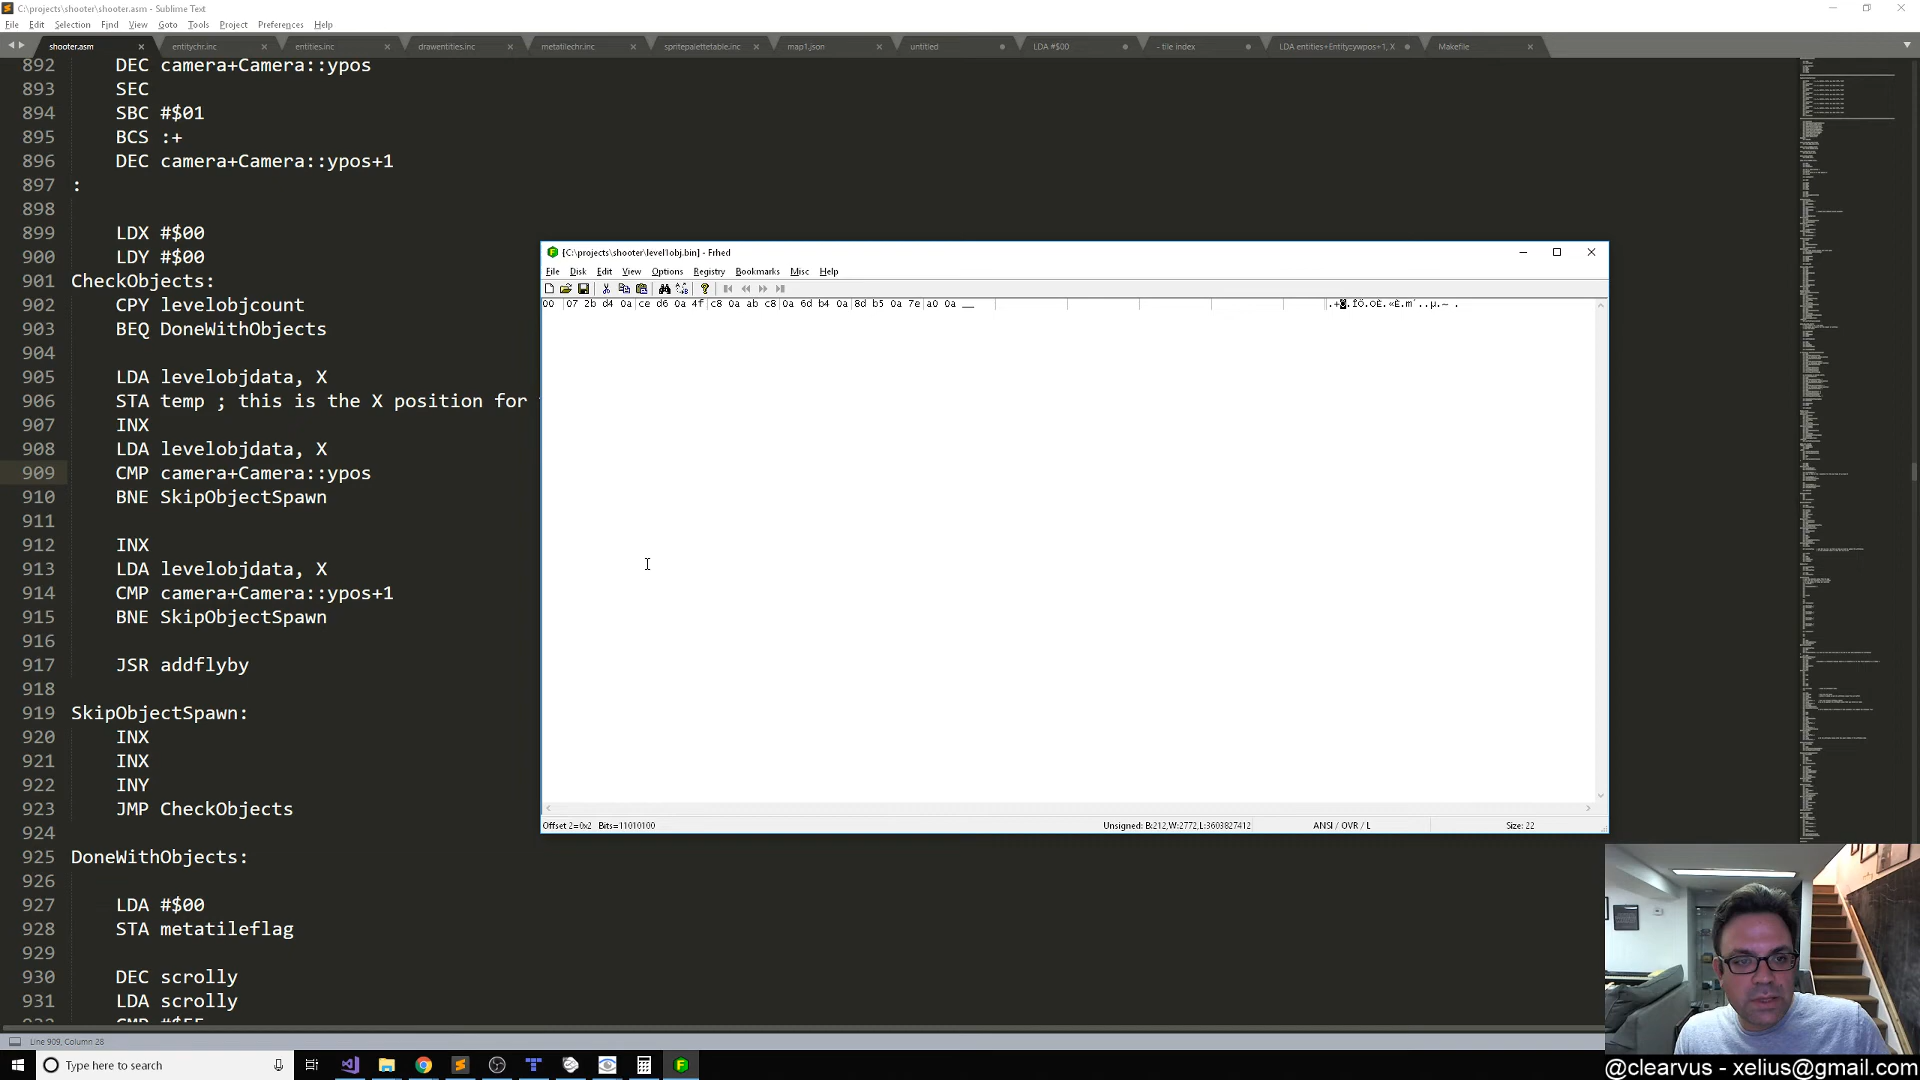 C:\projects\shooter\shooter.asm - Sublime Text
File Edit Selection Find View Goto Tools Project Preferences Help
shooter.asm × entitychr.inc × entities.inc × drawentities.inc × metatilechr.inc × spritepalettetable.inc × map1.json × untitled LDA #$00 - tile index LDA entities+Entity::ypos+1, X Makefile ×
892 DEC camera+Camera::ypos
893 SEC
894 SBC #$01
895 BCS :+
896 DEC camera+Camera::ypos+1
897 :
898
899 LDX #$00
900 LDY #$00
901 CheckObjects:
902 CPY levelobjcount
903 BEQ DoneWithObjects
904
905 LDA levelobjdata, X
906 STA temp ; this is the X position for
907 INX
908 LDA levelobjdata, X
909 CMP camera+Camera::ypos
910 BNE SkipObjectSpawn
911
912 INX
913 LDA levelobjdata, X
914 CMP camera+Camera::ypos+1
915 BNE SkipObjectSpawn
916
917 JSR addflyby
918
919 SkipObjectSpawn:
920 INX
921 INX
922 INY
923 JMP CheckObjects
924
925 DoneWithObjects:
926
927 LDA #$00
928 STA metatileflag
929
930 DEC scrolly
931 LDA scrolly
Line 909, Column 28
[C:\projects\shooter\level1obj.bin] - Frhed
File Disk Edit View Options Registry Bookmarks Misc Help
00 07 2b d4 0a ce d6 0a 4f c8 0a ab c8 0a 6d b4 0a 8d b5 0a 7e a0 0a __
Offset 2=0x2 Bits=11010100 Unsigned: B:212,W:2772,L:3603827412 ANSI / OVR / L Size: 22
Type here to search
@clearvus - xelius@gmail.com